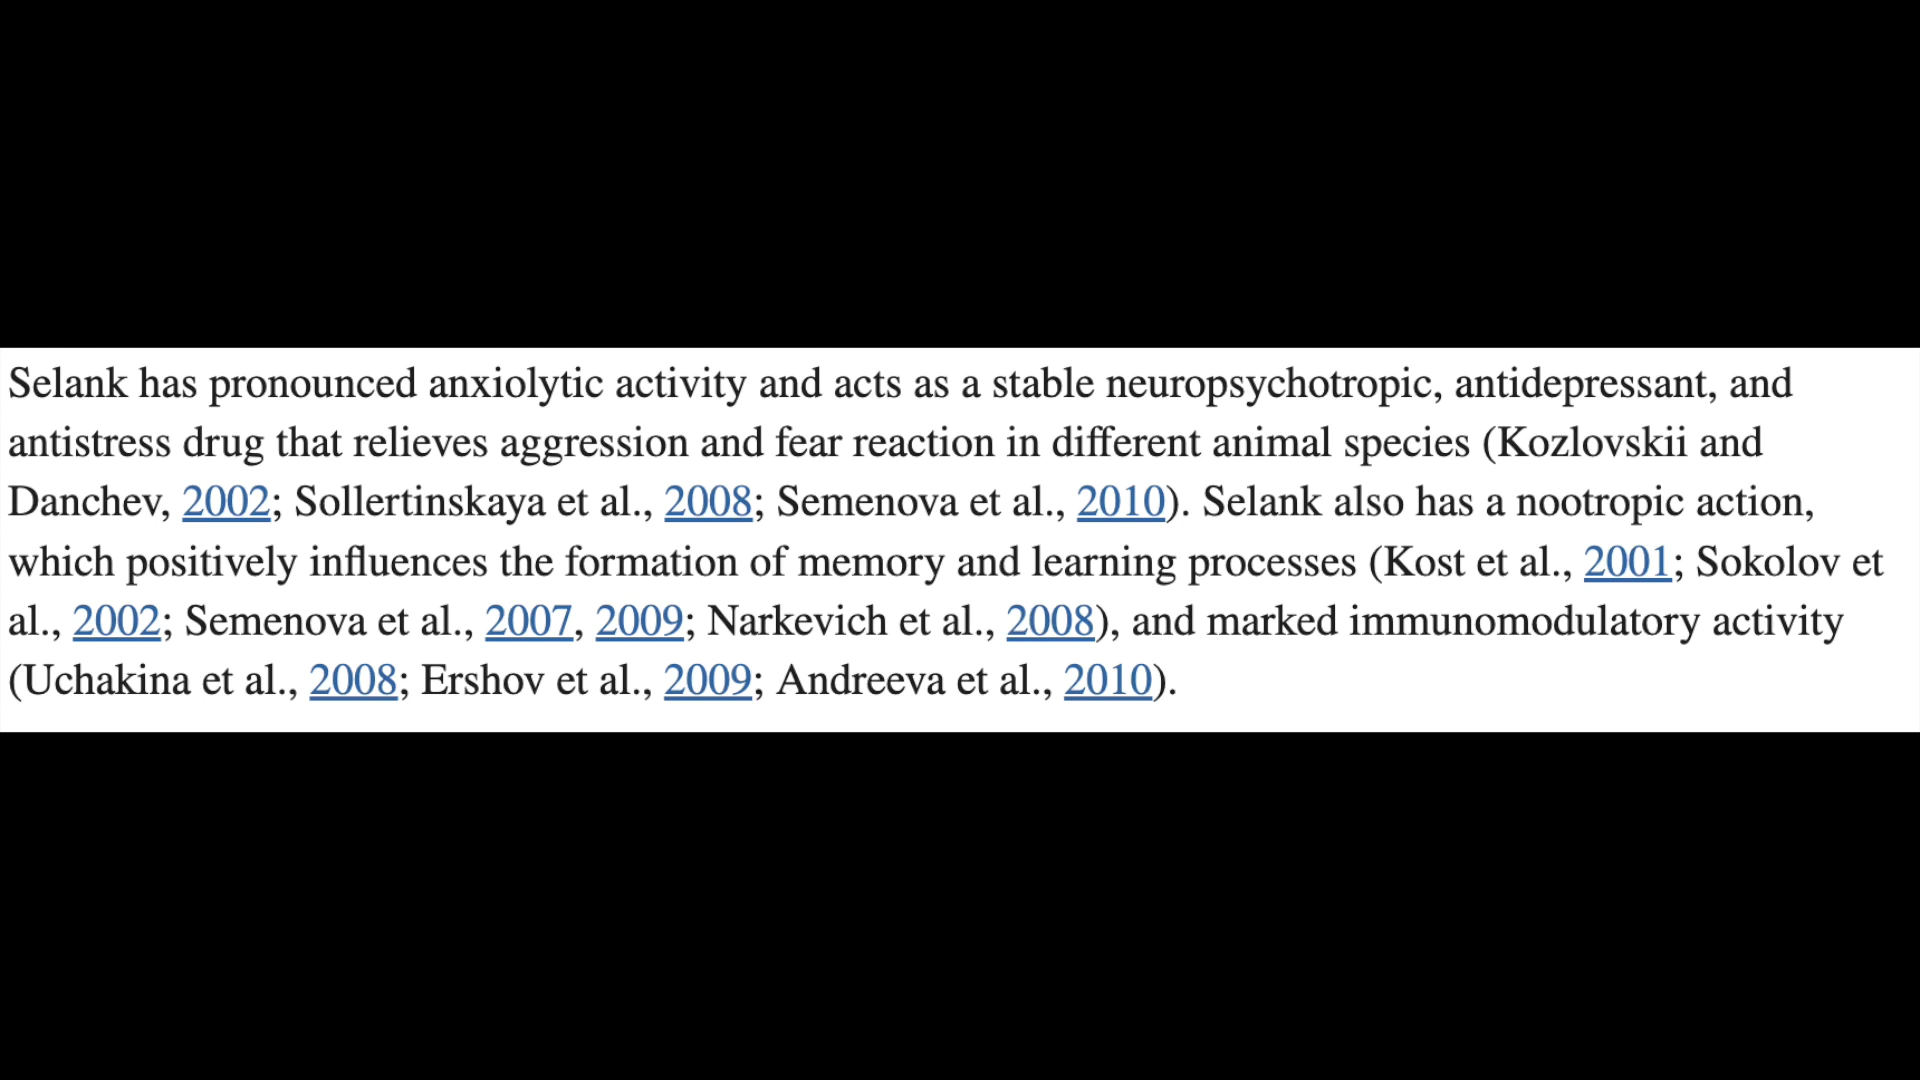 Selank has pronounced anxiolytic activity and acts as a stable neuropsychotropic, antidepressant, and
antistress drug that relieves aggression and fear reaction in different animal species (Kozlovskii and
Danchev, 2002; Sollertinskaya et al., 2008; Semenova et al., 2010). Selank also has a nootropic action,
which positively influences the formation of memory and learning processes (Kost et al., 2001; Sokolov et
al., 2002; Semenova et al., 2007, 2009; Narkevich et al., 2008), and marked immunomodulatory activity
(Uchakina et al., 2008; Ershov et al., 2009; Andreeva et al., 2010).